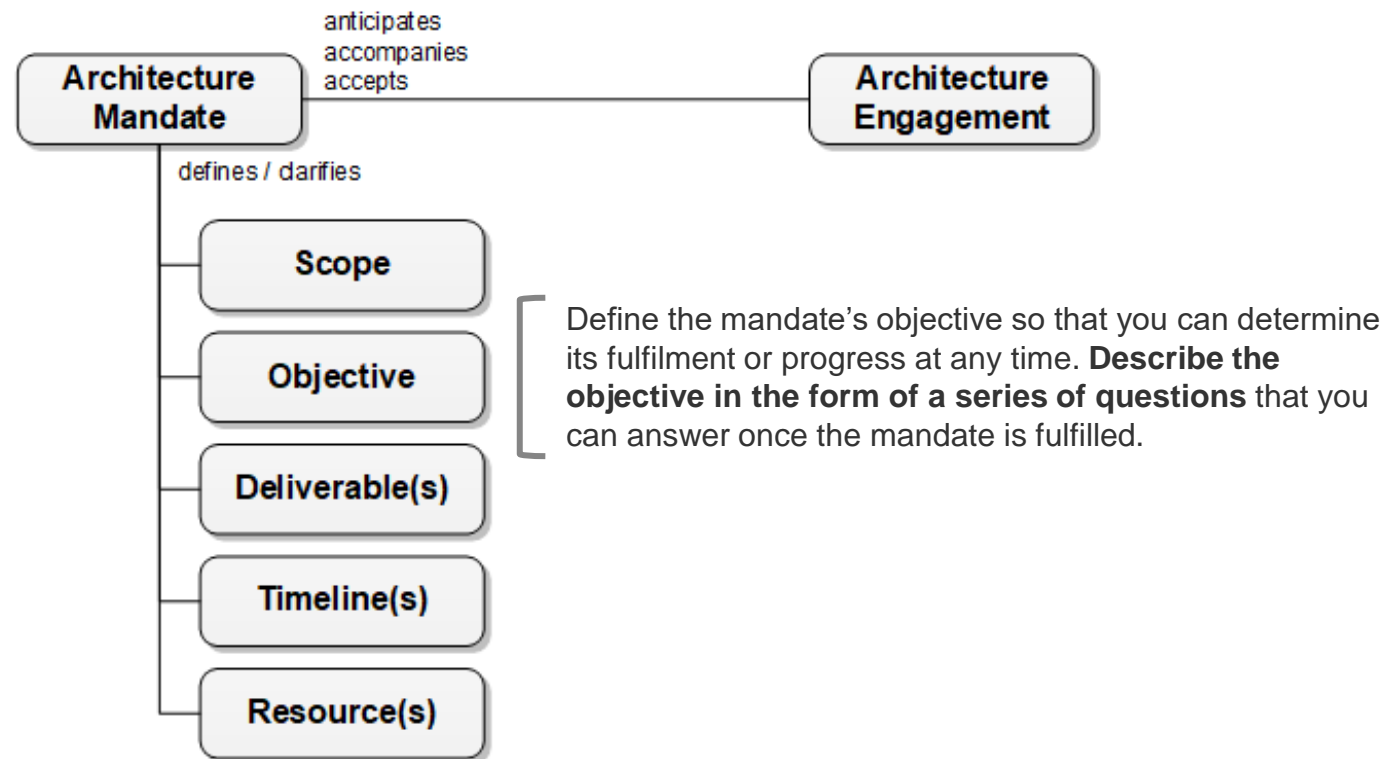 anticipates
accompanies
accepts
Architecture
Mandate
Architecture
Engagement
defines / clarifies
Scope
Objective
Define the mandate’s objective so that you can determine
its fulfilment or progress at any time. Describe the
objective in the form of a series of questions that you
can answer once the mandate is fulfilled.
Deliverable(s)
Timeline(s)
Resource(s)